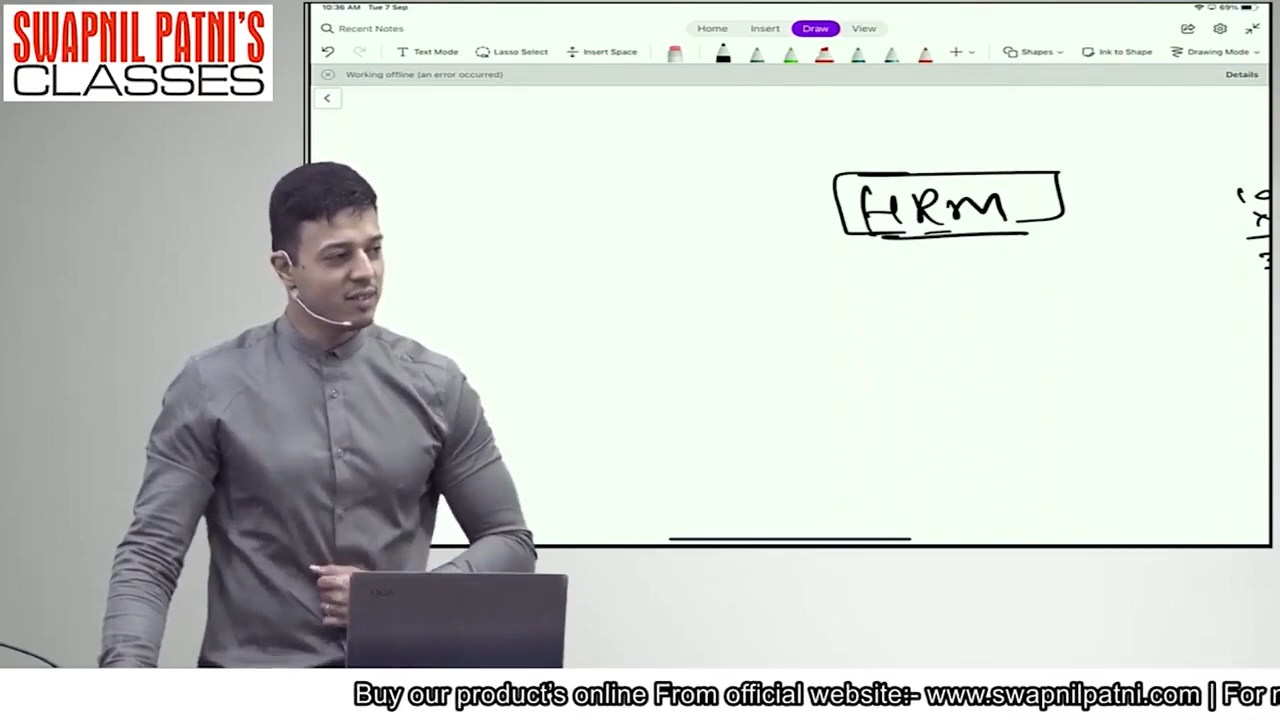 SWAPNIL PATNI'S
CLASSES
10:36 AM Tue 7 Sep
69%
Recent Notes
Home Insert Draw View
Text Mode Lasso Select Insert Space Shapes Ink to Shape Drawing Mode
Working offline (an error occurred) Details
HRM
Buy our product's online From official website:- www.swapnilpatni.com | For